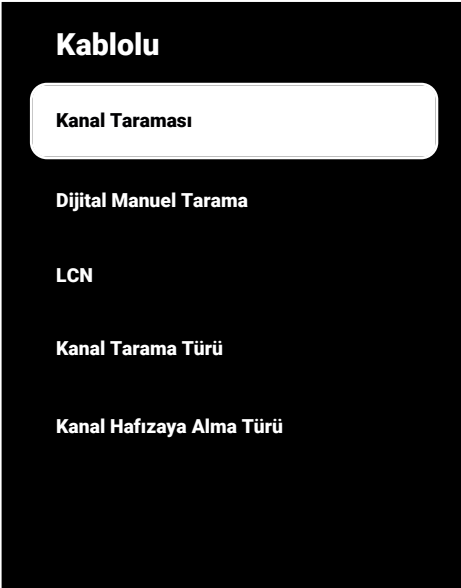 Kablolu
Kanal Taraması
Dijital Manuel Tarama
LCN
Kanal Tarama Türü
Kanal Hafızaya Alma Türü